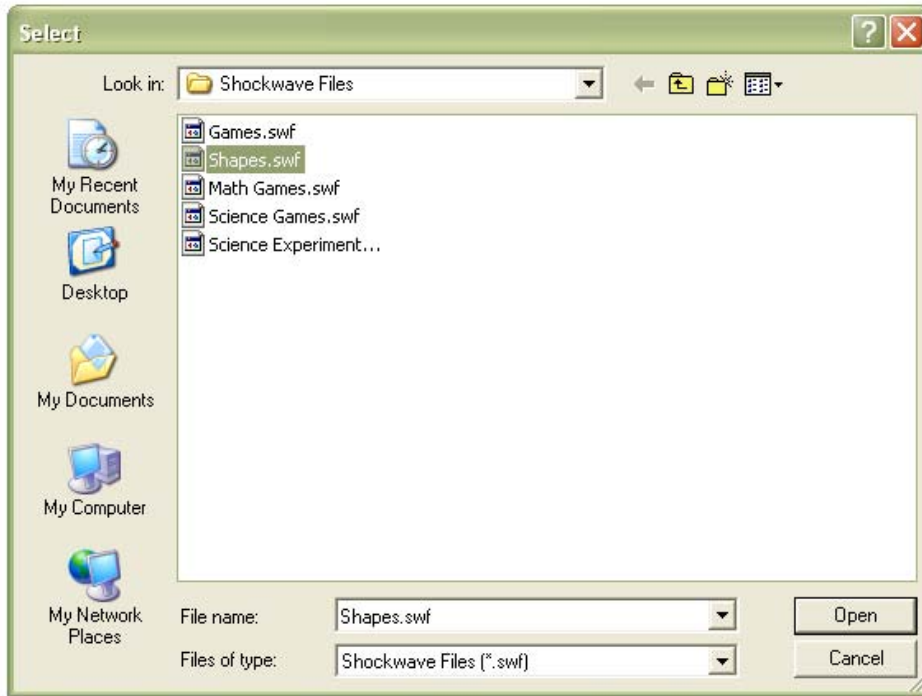 Select
Look in: Shockwave Files
Games.swf
Shapes.swf
Math Games.swf
Science Games.swf
Science Experiment...
My Recent
Documents
Desktop
My Documents
My Computer
My Network
Places
File name: Shapes.swf Open
Files of type: Shockwave Files (*.swf) Cancel